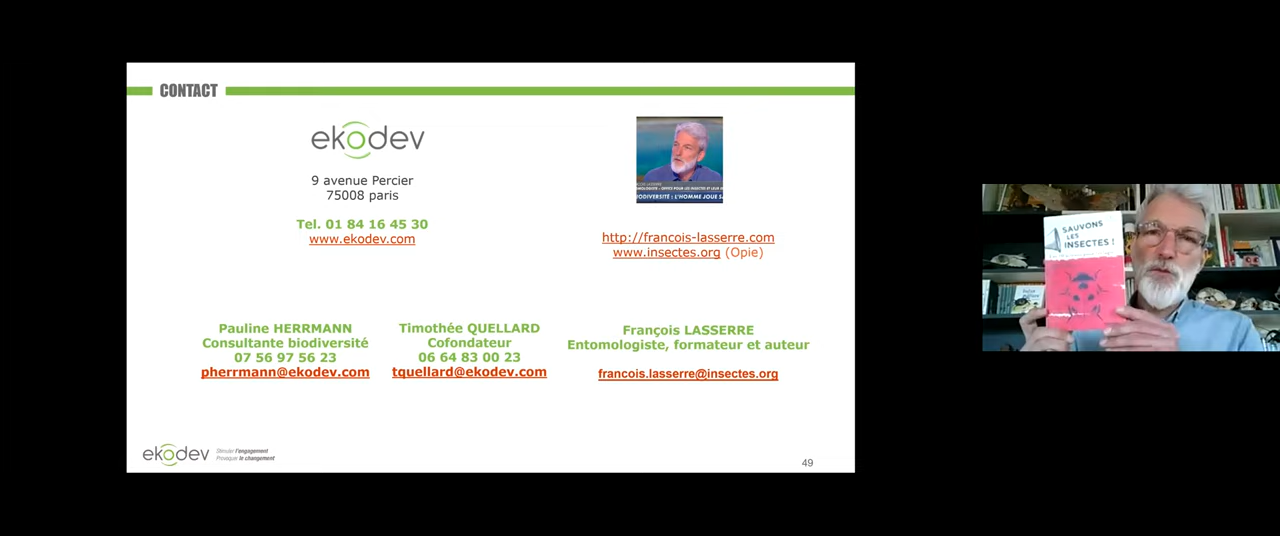 CONTACT
ekodev
9 avenue Percier
75008 paris
Tel. 01 84 16 45 30
www.ekodev.com
BIODIVERSITÉ : L'HOMME JOUE
http://francois-lasserre.com
www.insectes.org (Opie)
Pauline HERRMANN
Consultante biodiversité
07 56 97 56 23
pherrmann@ekodev.com
Timothée QUELLARD
Cofondateur
06 64 83 00 23
tquellard@ekodev.com
François LASSERRE
Entomologiste, formateur et auteur
francois.lasserre@insectes.org
ekodev
Stimuler l'engagement
Provoquer le changement
49
SAUVONS
LES
INSECTES !